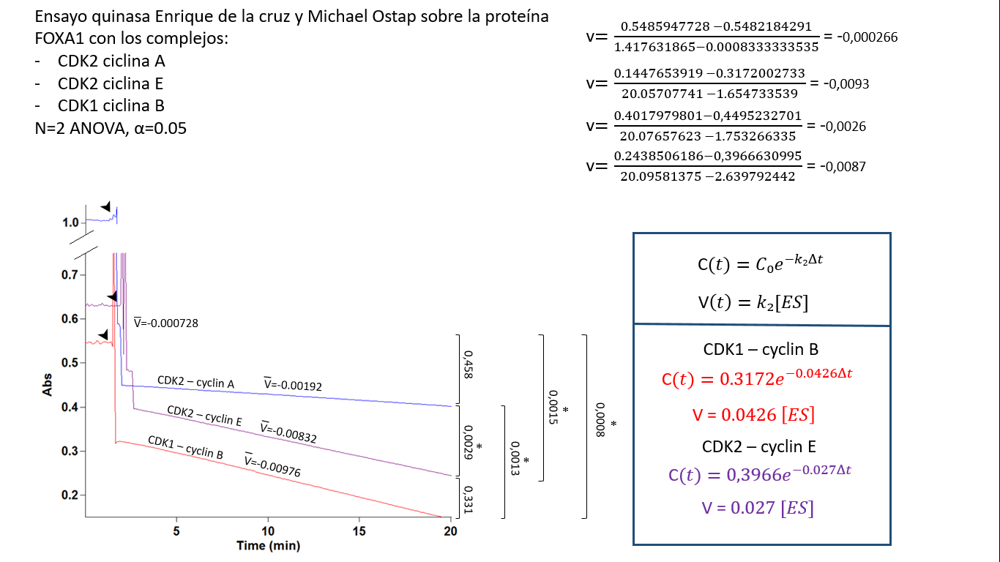 Ensayo quinasa Enrique de la cruz y Michael Ostap sobre la proteína
FOXA1 con los complejos:
- CDK2 ciclina A
- CDK2 ciclina E
- CDK1 ciclina B
N=2 ANOVA, α=0.05
v= (0.5485947728 −0.5482184291)/(1.417631865−0.0008333333535) = -0,000266
v= (0.1447653919 −0.3172002733)/(20.05707741 −1.654733539) = -0,0093
v= (0.4017979801−0,4495232701)/(20.07657623 −1.753266335) = -0,0026
v= (0.2438506186−0,3966630995)/(20.09581375 −2.639792442) = -0,0087
1.0
0.7
0.6
0.5
0.4
0.3
0.2
Abs
5
10
15
20
Time (min)
V̅=-0.000728
CDK2 – cyclin A
V̅=-0.00192
CDK2 – cyclin E
V̅=-0.00832
CDK1 – cyclin B
V̅=-0.00976
0,458
0,0029
*
0,331
0,0013
*
0,0015
*
0,0008
*
C(t) = C₀e^(−k₂Δt)
V(t) = k₂[ES]
CDK1 – cyclin B
C(t) = 0.3172e^(−0.0426Δt)
V = 0.0426 [ES]
CDK2 – cyclin E
C(t) = 0,3966e^(−0.027Δt)
V = 0.027 [ES]